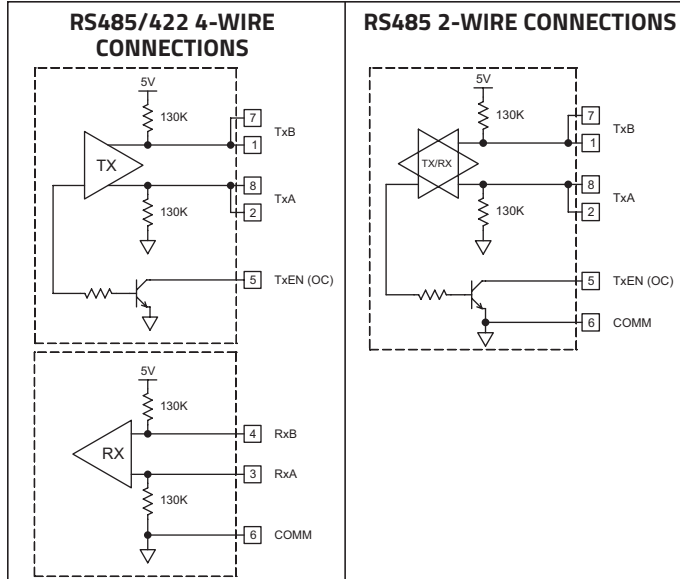 RS485/422 4-WIRE
CONNECTIONS
5V
130K
7
TxB
1
TX
8
TxA
130K
2
5
TxEN (OC)
5V
130K
4
RxB
RX
3
RxA
130K
6
COMM
RS485 2-WIRE CONNECTIONS
5V
130K
7
TxB
1
TX/RX
8
TxA
130K
2
5
TxEN (OC)
6
COMM